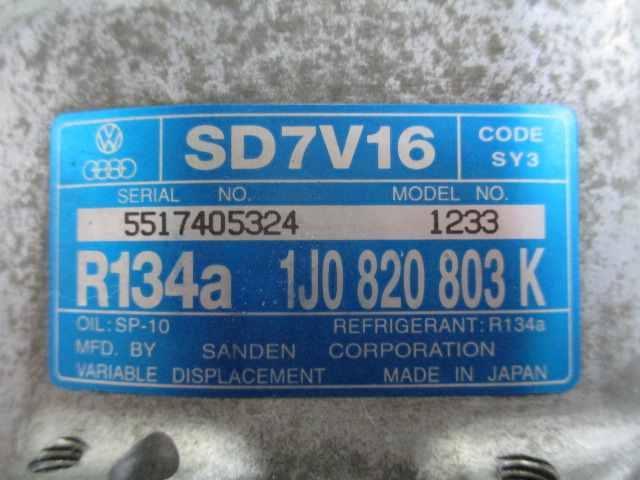 SD7V16
CODE
SY3
SERIAL NO. MODEL NO.
5517405324 1233
R134a 1J0 820 803 K
OIL:SP-10 REFRIGERANT:R134a
MFD. BY SANDEN CORPORATION
VARIABLE DISPLACEMENT MADE IN JAPAN